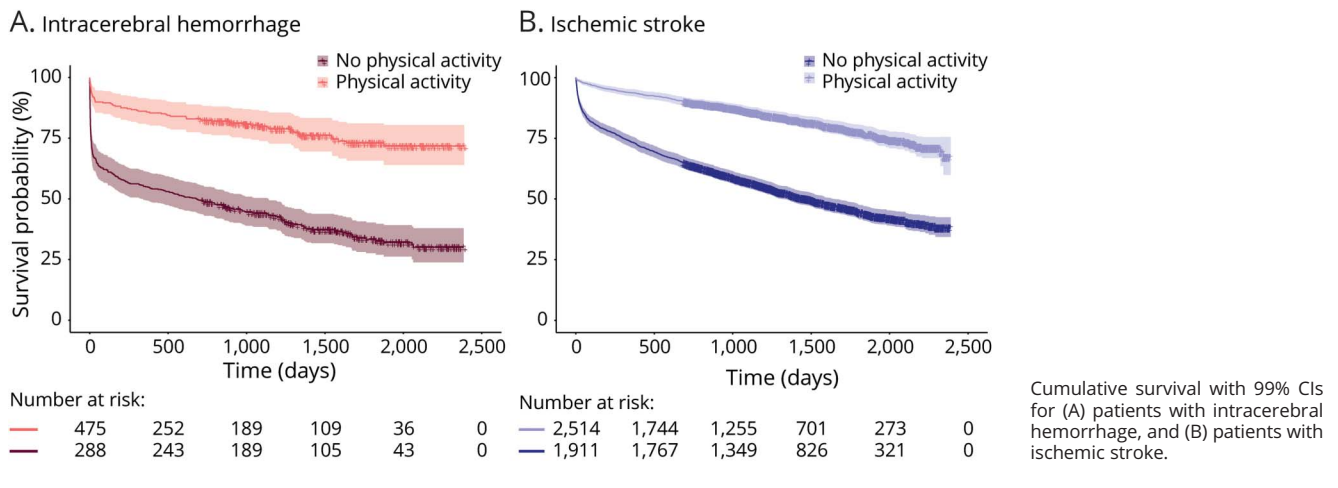 A. Intracerebral hemorrhage
No physical activity
Physical activity
Survival probability (%)
100
75
50
25
0
0 500 1,000 1,500 2,000 2,500
Time (days)
Number at risk:
475 252 189 109 36 0
288 243 189 105 43 0
B. Ischemic stroke
No physical activity
Physical activity
100
75
50
25
0
0 500 1,000 1,500 2,000 2,500
Time (days)
Number at risk:
2,514 1,744 1,255 701 273 0
1,911 1,767 1,349 826 321 0
Cumulative survival with 99% CIs
for (A) patients with intracerebral
hemorrhage, and (B) patients with
ischemic stroke.